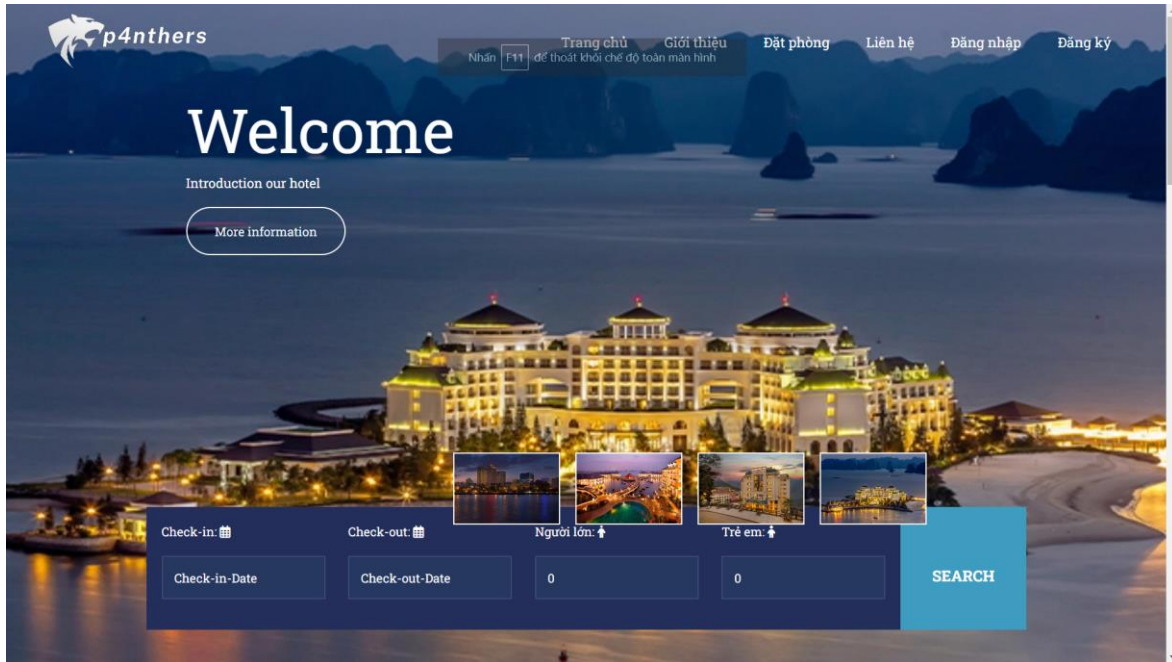 p4nthers
Trang chủ Giới thiệu Đặt phòng Liên hệ Đăng nhập Đăng ký
Nhấn F11 để thoát khỏi chế độ toàn màn hình
Welcome
Introduction our hotel
More information
Check-in: Check-out: Người lớn: Trẻ em:
Check-in-Date Check-out-Date 0 0 SEARCH